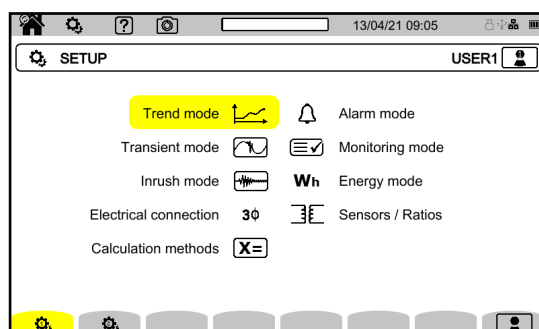 ? 13/04/21 09:05
SETUP USER1
Trend mode Alarm mode
Transient mode Monitoring mode
Inrush mode Wh Energy mode
Electrical connection 3ϕ Sensors / Ratios
Calculation methods X=